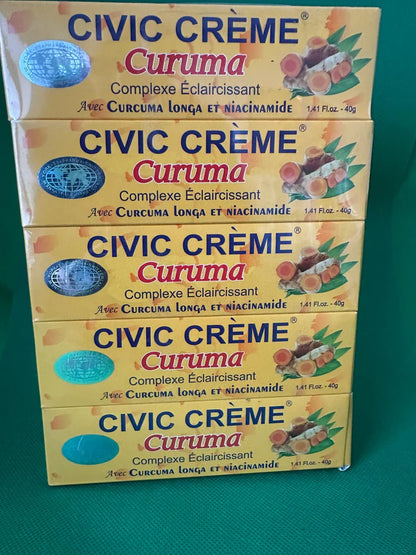 CIVIC CRÈME®
Curuma
Complexe Éclaircissant
Avec CURCUMA LONGA ET NIACINAMIDE
1.41 Fl.oz. - 40g
CIVIC CRÈME®
Curuma
Complexe Éclaircissant
Avec CURCUMA LONGA ET NIACINAMIDE
1.41 Fl.oz. - 40g
CIVIC CRÈME®
Curuma
Complexe Éclaircissant
Avec CURCUMA LONGA ET NIACINAMIDE
1.41 Fl.oz. - 40g
CIVIC CRÈME®
Curuma
Complexe Éclaircissant
Avec CURCUMA LONGA ET NIACINAMIDE
1.41 Fl.oz. - 40g
CIVIC CRÈME®
Curuma
Complexe Éclaircissant
Avec CURCUMA LONGA ET NIACINAMIDE
1.41 Fl.oz. - 40g